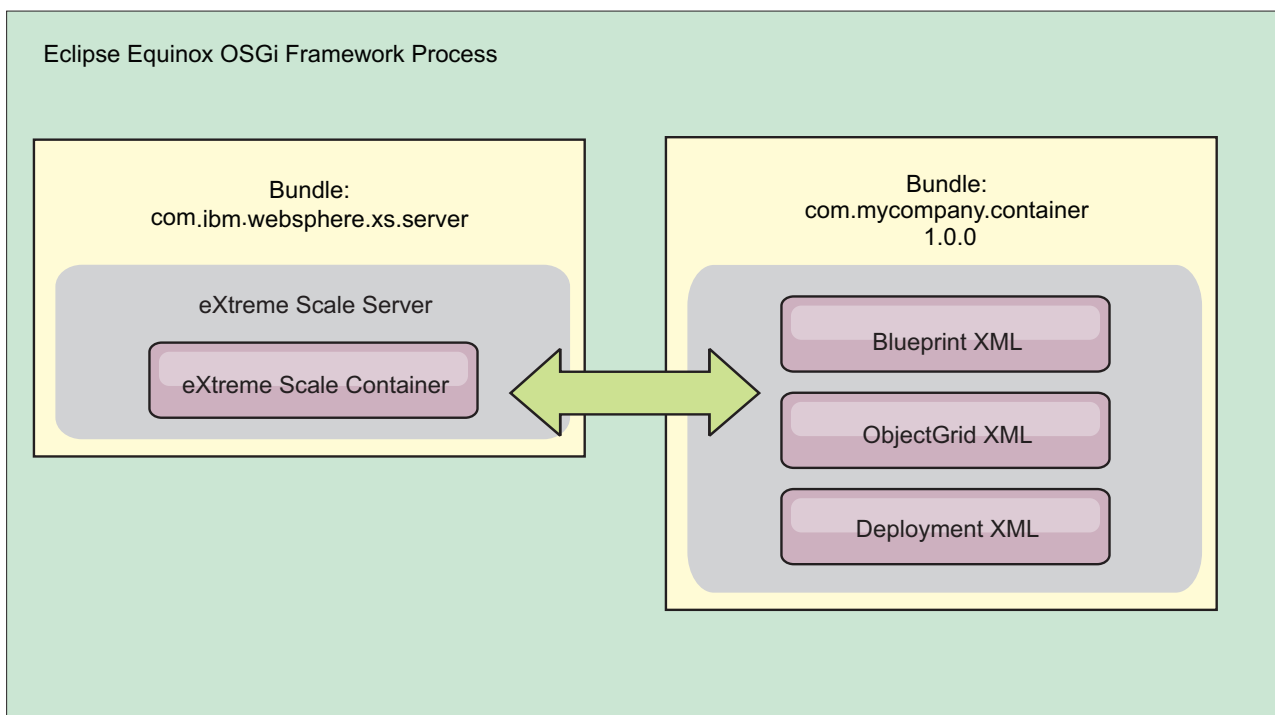 Eclipse Equinox OSGi Framework Process
Bundle:
com.ibm.websphere.xs.server
eXtreme Scale Server
eXtreme Scale Container
Bundle:
com.mycompany.container
1.0.0
Blueprint XML
ObjectGrid XML
Deployment XML